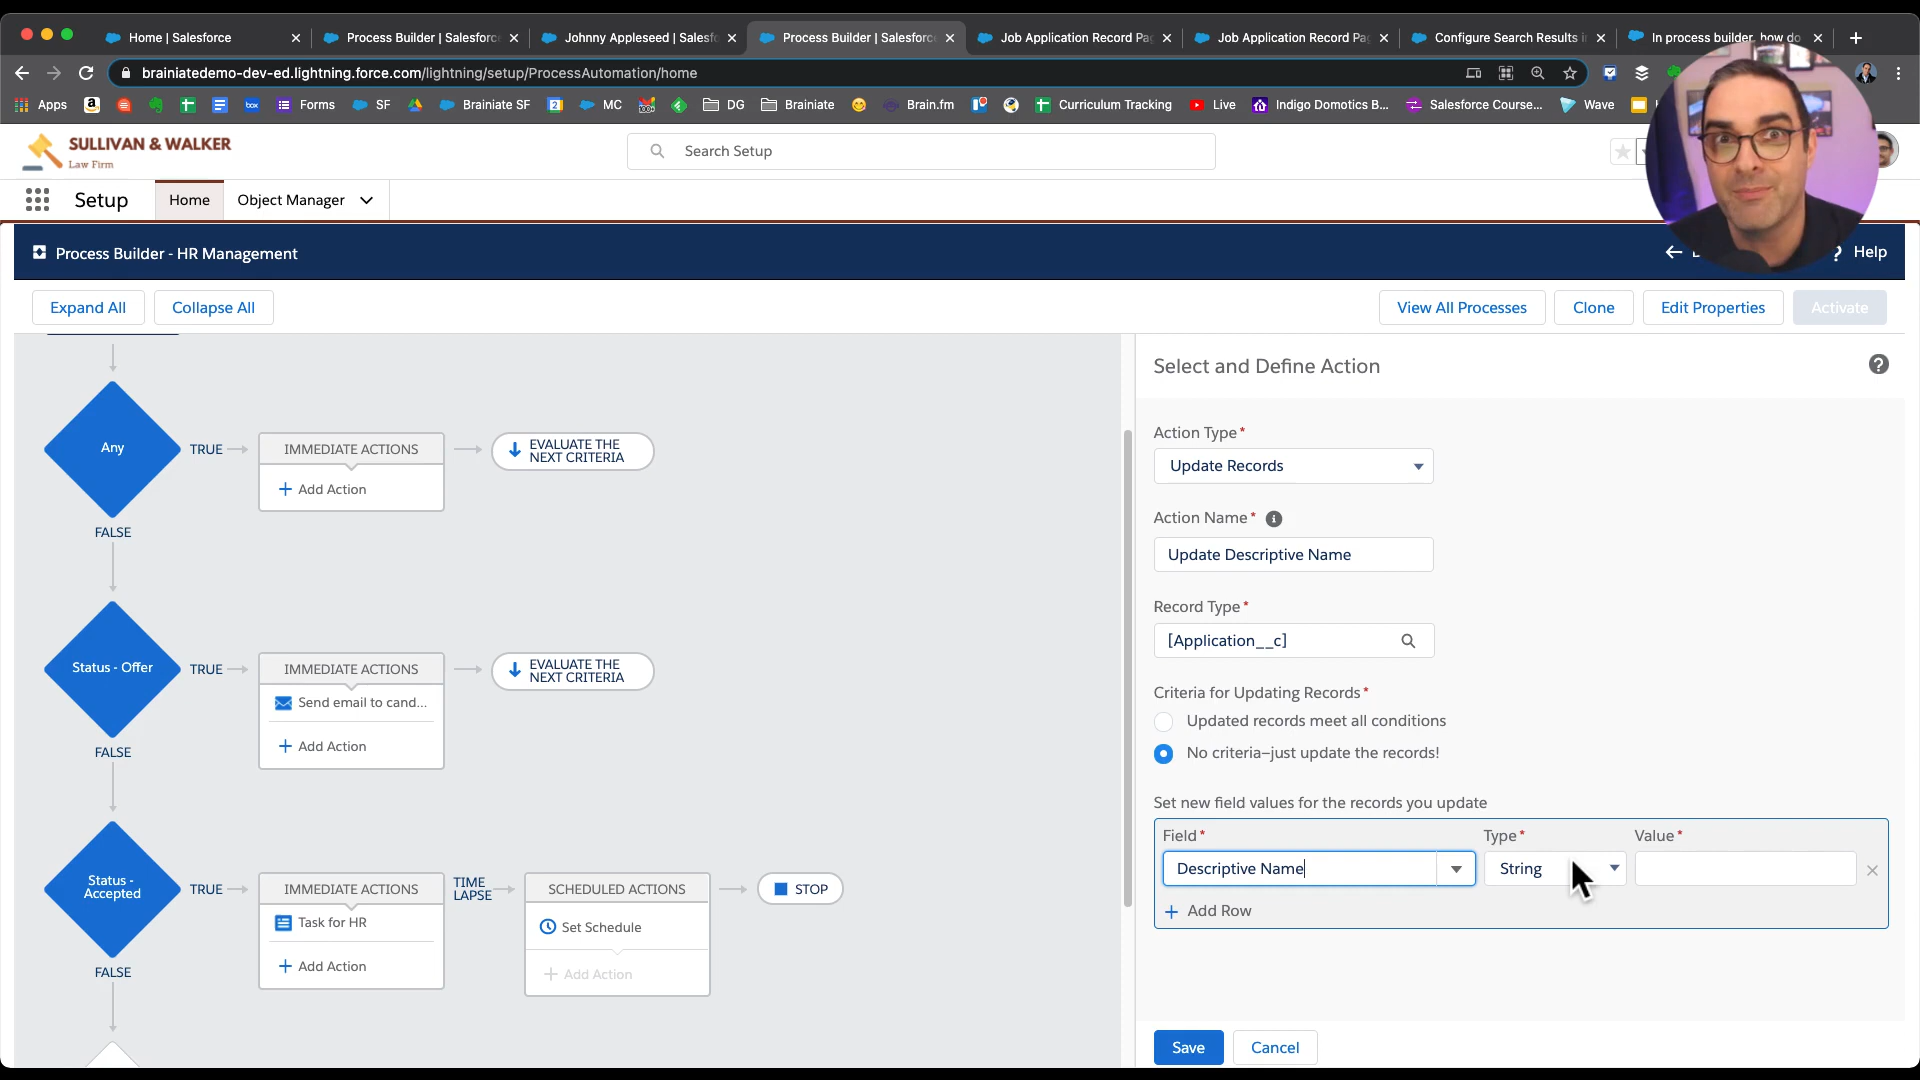 Home | Salesforce
Process Builder | Salesforc
Johnny Appleseed | Salesfo
Process Builder | Salesforc
Job Application Record Pa
Job Application Record Pa
Configure Search Results i
In process builder, how do
brainiatedemo-dev-ed.lightning.force.com/lightning/setup/ProcessAutomation/home
Apps
box
Forms
SF
Brainiate SF
2
MC
DG
Brainiate
Brain.fm
Curriculum Tracking
Live
Indigo Domotics B...
Salesforce Course...
Wave
SULLIVAN & WALKER
Law Firm
Search Setup
Setup
Home
Object Manager
Process Builder - HR Management
? Help
Expand All
Collapse All
View All Processes
Clone
Edit Properties
Activate
Any
TRUE
IMMEDIATE ACTIONS
+ Add Action
EVALUATE THE
NEXT CRITERIA
FALSE
Status - Offer
TRUE
IMMEDIATE ACTIONS
Send email to cand...
+ Add Action
EVALUATE THE
NEXT CRITERIA
FALSE
Status -
Accepted
TRUE
IMMEDIATE ACTIONS
Task for HR
+ Add Action
TIME
LAPSE
SCHEDULED ACTIONS
Set Schedule
+ Add Action
STOP
FALSE
Select and Define Action
?
Action Type*
Update Records
Action Name* i
Update Descriptive Name
Record Type*
[Application__c]
Criteria for Updating Records*
Updated records meet all conditions
No criteria—just update the records!
Set new field values for the records you update
Field* Type* Value*
Descriptive Name String
+ Add Row
Save
Cancel